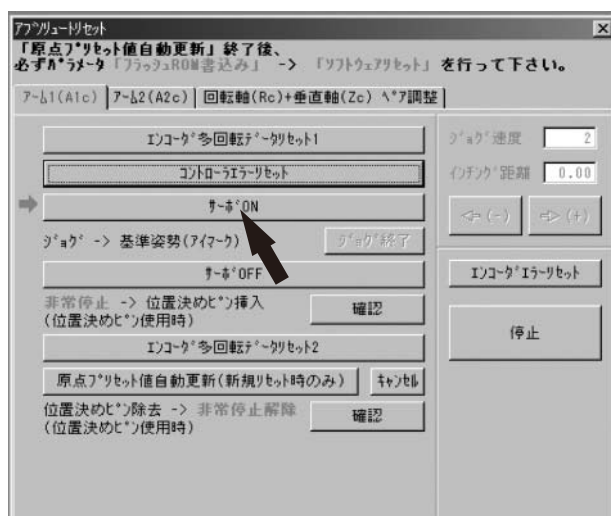 アブソリュートリセット
「原点プリセット値自動更新」終了後、
必ずパラメータ「フラッシュROM書込み」 -> 「ソフトウェアリセット」 を行って下さい。
アーム1(A1c) アーム2(A2c) 回転軸(Rc)+垂直軸(Zc) ペア調整
エンコーダ多回転データリセット1
コントローラエラーリセット
サーボON
ジョグ -> 基準姿勢(アイマーク) ジョグ終了
サーボOFF
非常停止 -> 位置決めピン挿入
(位置決めピン使用時) 確認
エンコーダ多回転データリセット2
原点プリセット値自動更新(新規リセット時のみ) キャンセル
位置決めピン除去 -> 非常停止解除
(位置決めピン使用時) 確認
ジョグ速度 2
インチング距離 0.00
(-) (+)
エンコーダエラーリセット
停止